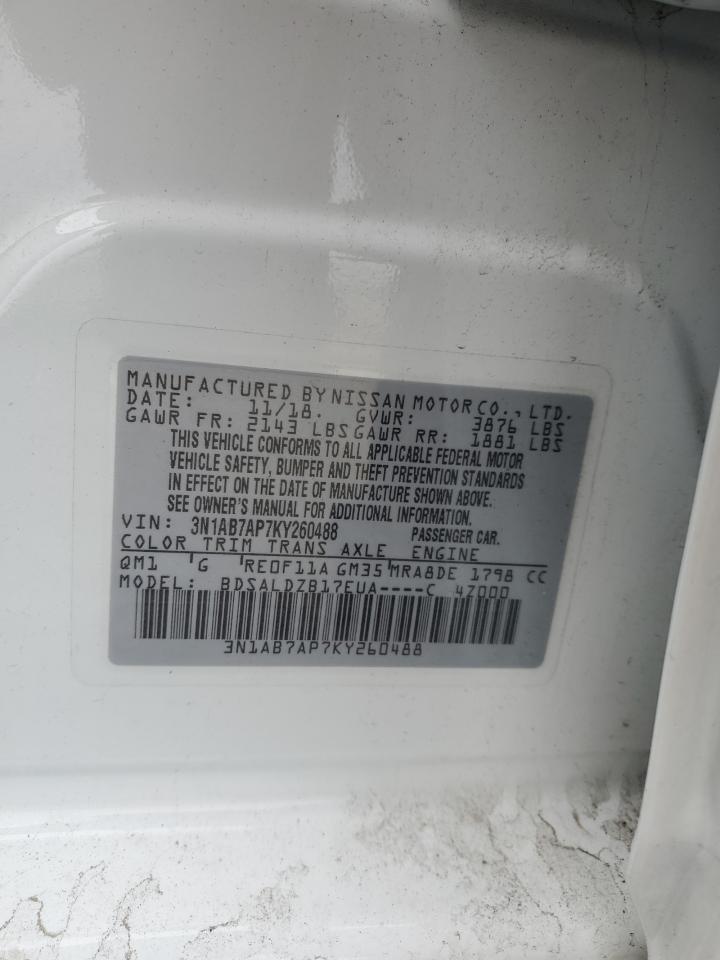 MANUFACTURED BY NISSAN MOTOR CO., LTD.
DATE: 11/18. GVWR: 3876 LBS
GAWR FR: 2143 LBS GAWR RR: 1881 LBS
THIS VEHICLE CONFORMS TO ALL APPLICABLE FEDERAL MOTOR
VEHICLE SAFETY, BUMPER AND THEFT PREVENTION STANDARDS
IN EFFECT ON THE DATE OF MANUFACTURE SHOWN ABOVE.
SEE OWNER'S MANUAL FOR ADDITIONAL INFORMATION.
VIN: 3N1AB7AP7KY260488 PASSENGER CAR.
COLOR TRIM TRANS AXLE ENGINE
QM1 G RE0F11A GM35 MRA8DE 1798 CC
MODEL: BDSALDZB17EUA----C 4Z000
3N1AB7AP7KY260488